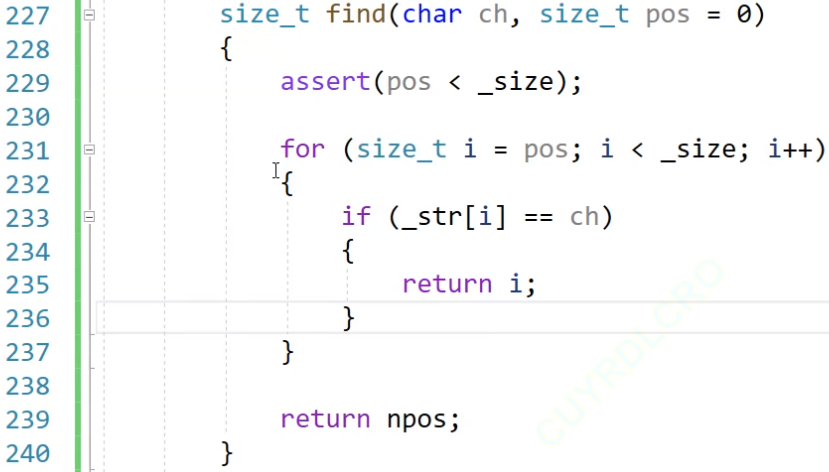 227 size_t find(char ch, size_t pos = 0)
228 {
229 assert(pos < _size);
230
231 for (size_t i = pos; i < _size; i++)
232 {
233 if (_str[i] == ch)
234 {
235 return i;
236 }
237 }
238
239 return npos;
240 }
CUYRDLCRO